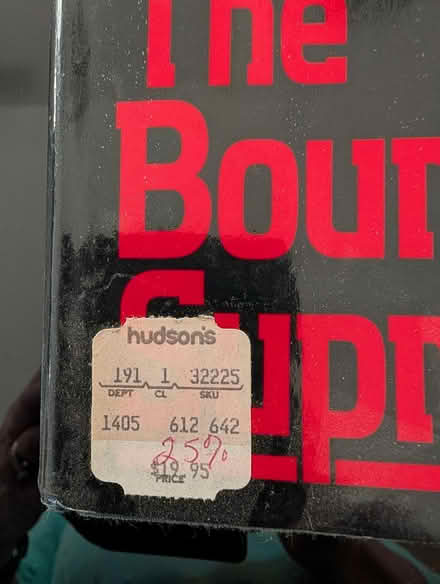 The
Bour
Supr
hudson's
191 1 32225
DEPT CL SKU
1405 612 642
25%
$19.95
PRICE